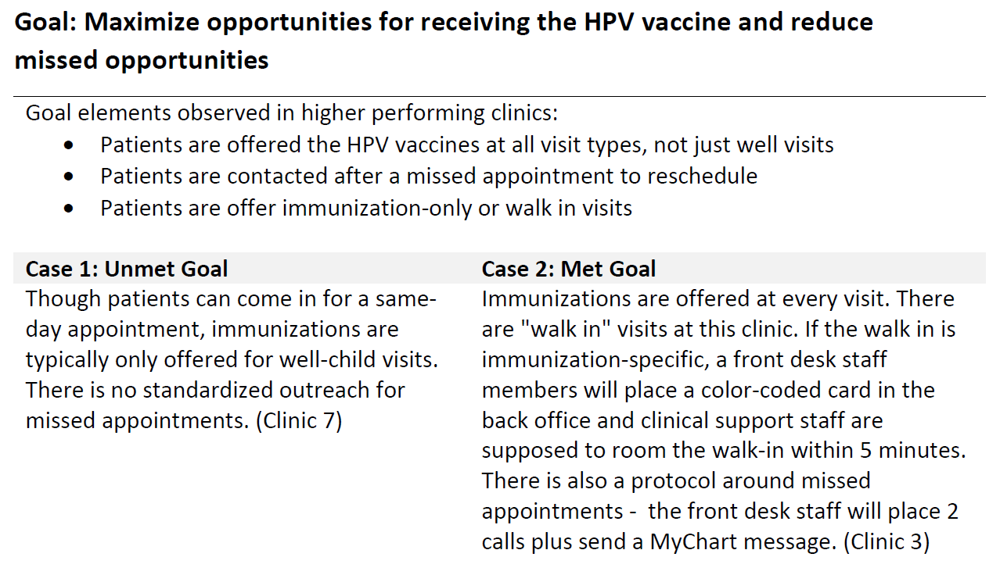 Goal: Maximize opportunities for receiving the HPV vaccine and reduce
missed opportunities
Goal elements observed in higher performing clinics:
• Patients are offered the HPV vaccines at all visit types, not just well visits
• Patients are contacted after a missed appointment to reschedule
• Patients are offer immunization-only or walk in visits
Case 1: Unmet Goal
Though patients can come in for a same-
day appointment, immunizations are
typically only offered for well-child visits.
There is no standardized outreach for
missed appointments. (Clinic 7)
Case 2: Met Goal
Immunizations are offered at every visit. There
are "walk in" visits at this clinic. If the walk in is
immunization-specific, a front desk staff
members will place a color-coded card in the
back office and clinical support staff are
supposed to room the walk-in within 5 minutes.
There is also a protocol around missed
appointments -  the front desk staff will place 2
calls plus send a MyChart message. (Clinic 3)